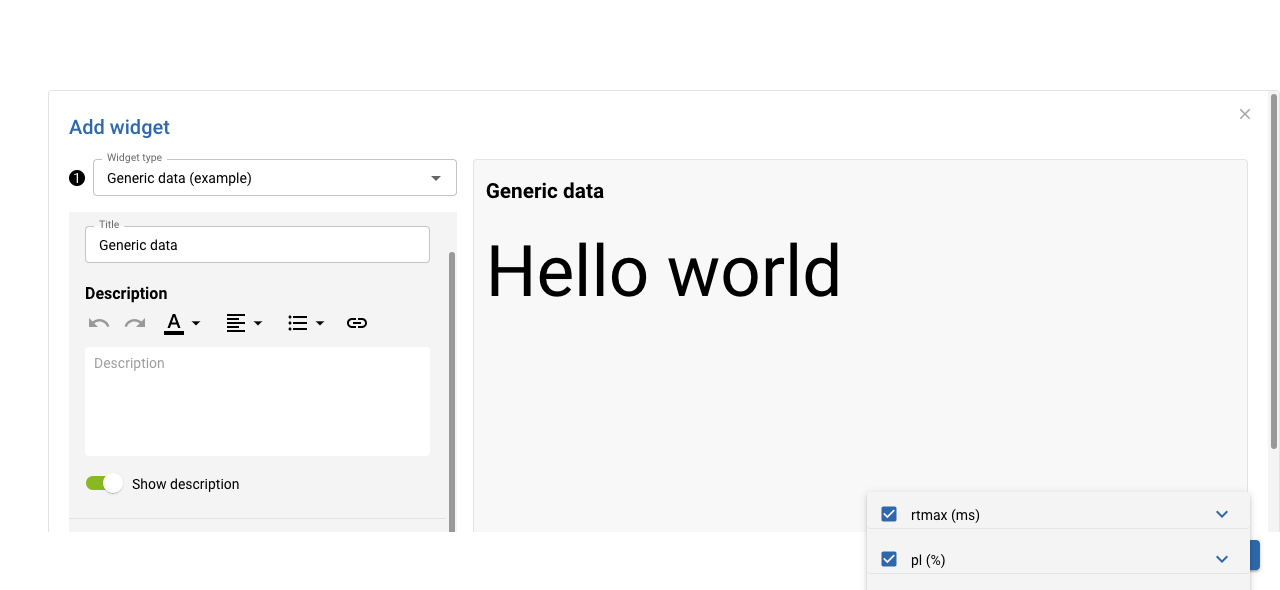 Add widget
Widget type
1
Generic data (example)
Title
Generic data
Description
A
Description
Show description
Generic data
Hello world
rtmax (ms)
pl (%)